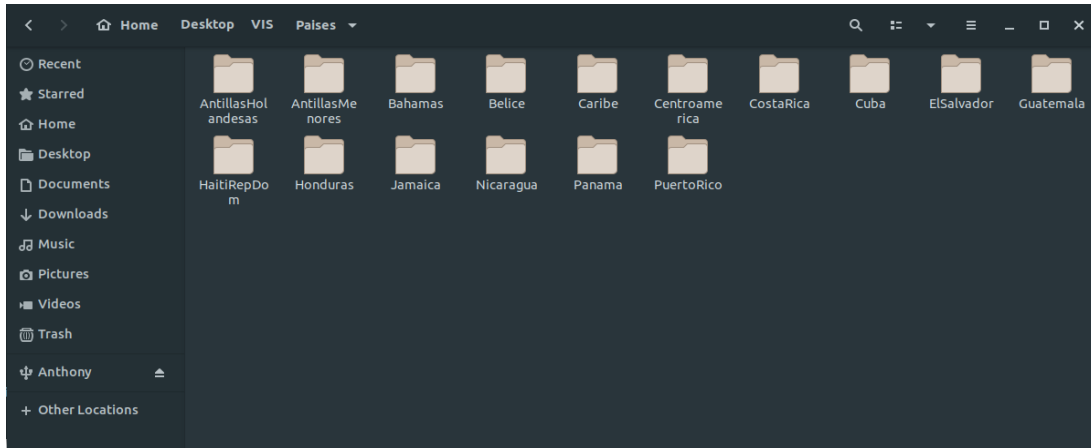 Home Desktop VIS Paises
Recent
Starred
Home
Desktop
Documents
Downloads
Music
Pictures
Videos
Trash
Anthony
+ Other Locations
AntillasHol
andesas
AntillasMe
nores
Bahamas
Belice
Caribe
Centroame
rica
CostaRica
Cuba
ElSalvador
Guatemala
HaitiRepDo
m
Honduras
Jamaica
Nicaragua
Panama
PuertoRico